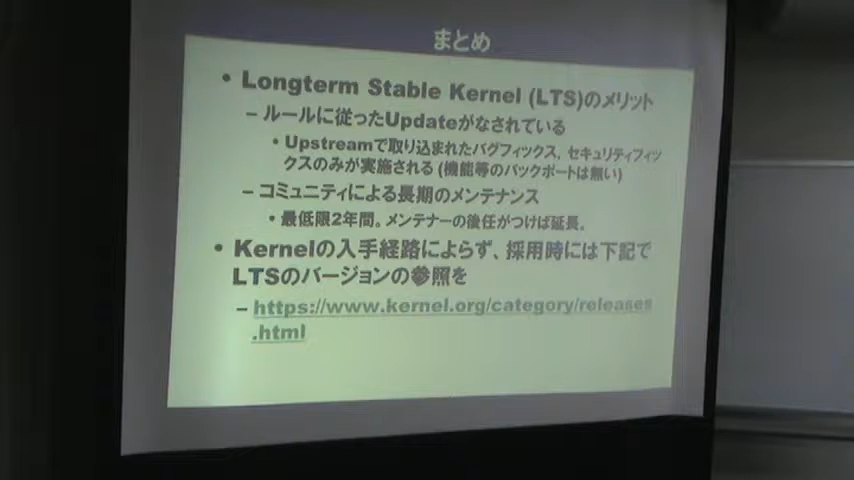 まとめ
• Longterm Stable Kernel (LTS)のメリット
– ルールに従ったUpdateがなされている
• Upstreamで取り込まれたバグフィックス, セキュリティフィッ
クスのみが実施される (機能等のバックポートは無い)
– コミュニティによる長期のメンテナンス
• 最低限2年間。メンテナーの後任がつけば延長。
• Kernelの入手経路によらず、採用時には下記で
LTSのバージョンの参照を
– https://www.kernel.org/category/releases
.html